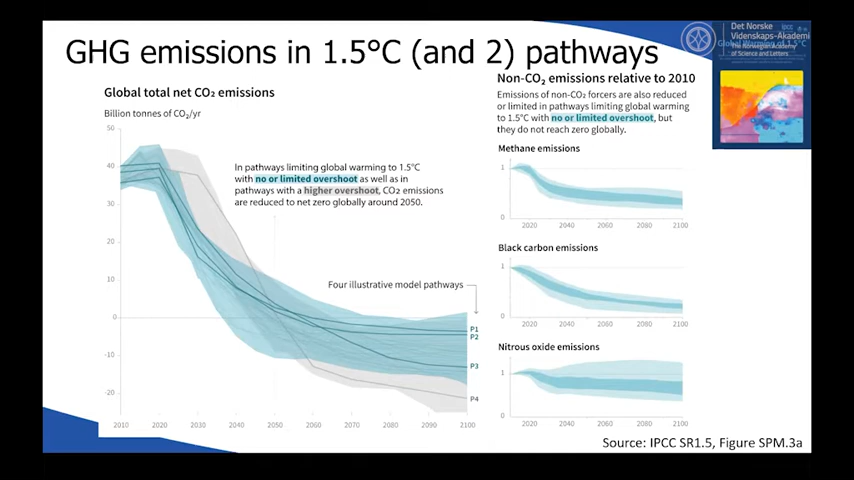 GHG emissions in 1.5°C (and 2) pathways
Det Norske
Videnskaps-Akademi
The Norwegian Academy
of Science and Letters
ipcc
Global total net CO₂ emissions
Billion tonnes of CO₂/yr
50
40
30
20
10
0
-10
-20
2010 2020 2030 2040 2050 2060 2070 2080 2090 2100
In pathways limiting global warming to 1.5°C
with no or limited overshoot as well as in
pathways with a higher overshoot, CO2 emissions
are reduced to net zero globally around 2050.
Four illustrative model pathways
P1
P2
P3
P4
Non-CO₂ emissions relative to 2010
Emissions of non-CO₂ forcers are also reduced
or limited in pathways limiting global warming
to 1.5°C with no or limited overshoot, but
they do not reach zero globally.
Methane emissions
1
0
2020 2040 2060 2080 2100
Black carbon emissions
1
0
2020 2040 2060 2080 2100
Nitrous oxide emissions
1
0
2020 2040 2060 2080 2100
Source: IPCC SR1.5, Figure SPM.3a